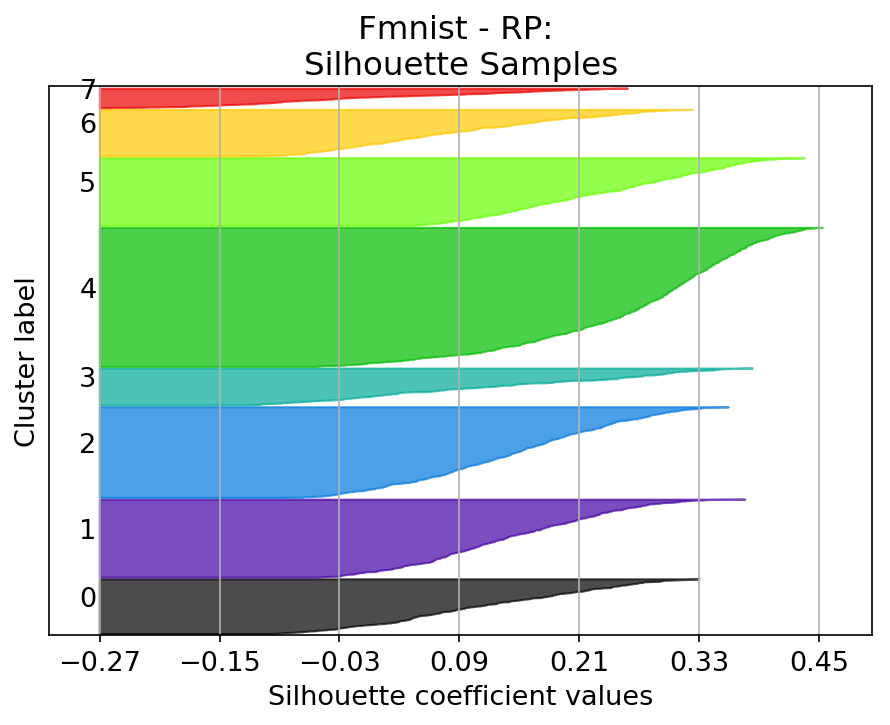 Fmnist - RP:
Silhouette Samples
7
6
5
4
3
2
1
0
Cluster label
−0.27 −0.15 −0.03 0.09 0.21 0.33 0.45
Silhouette coefficient values